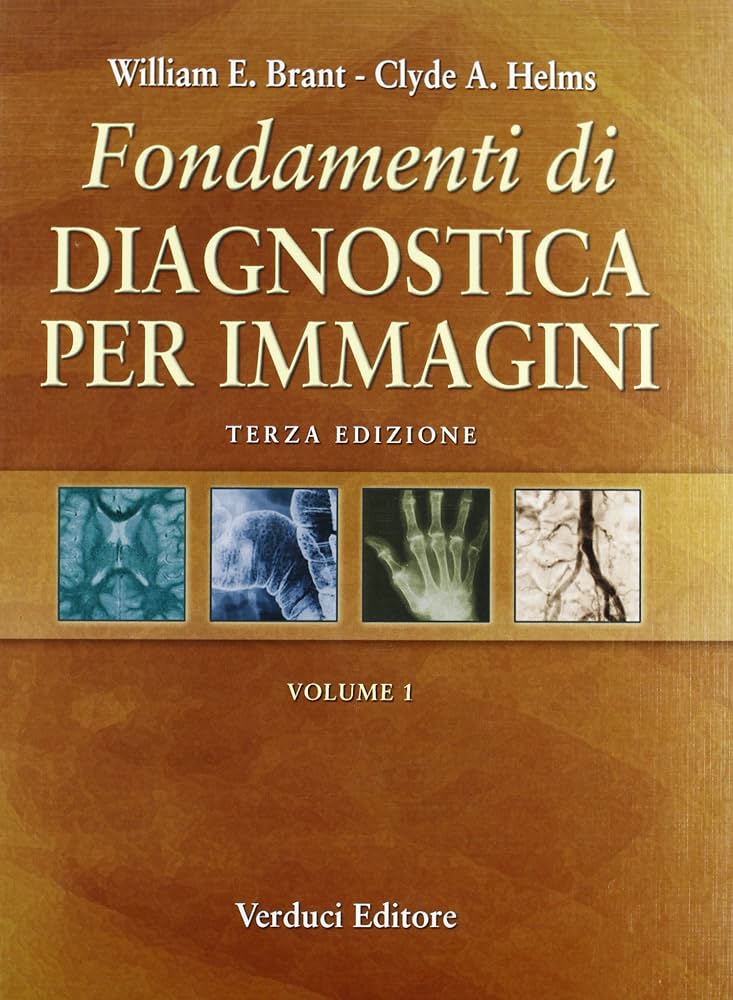 William E. Brant - Clyde A. Helms
Fondamenti di
DIAGNOSTICA
PER IMMAGINI
TERZA EDIZIONE
VOLUME 1
Verduci Editore